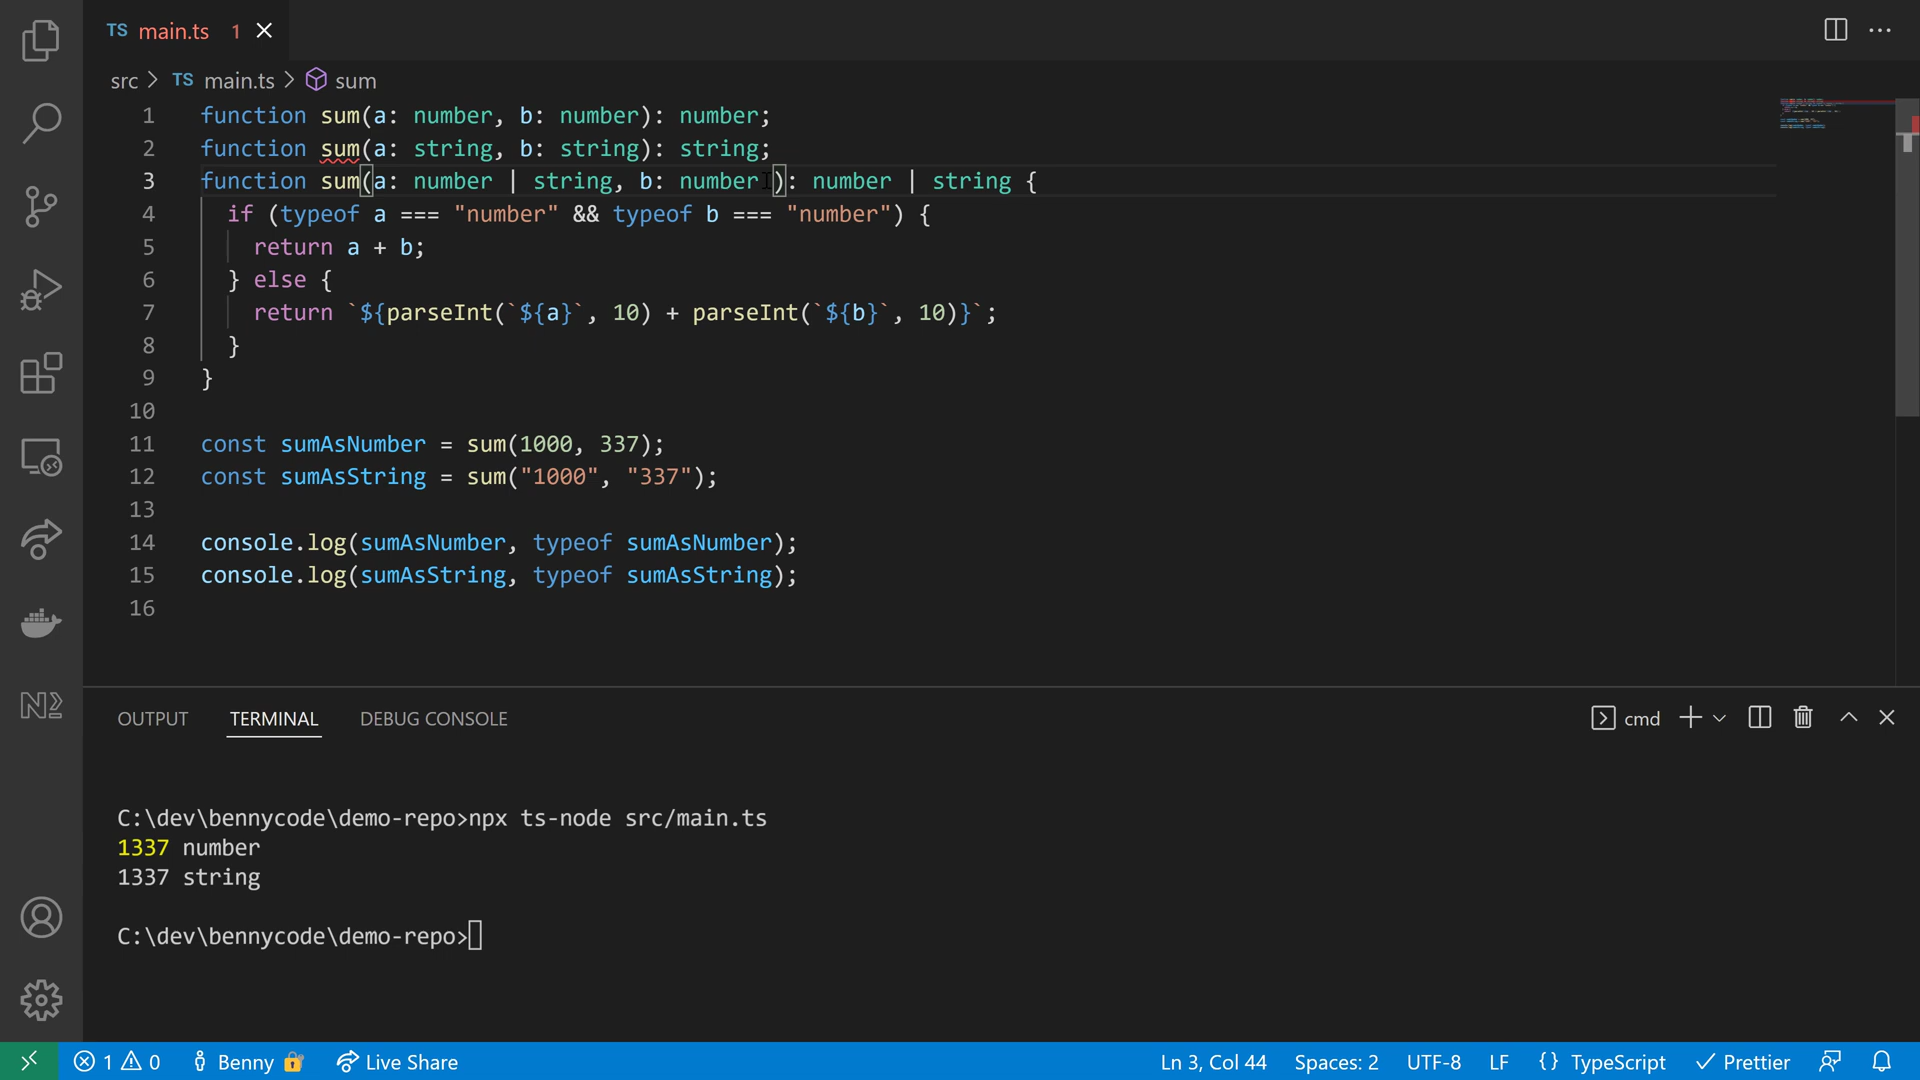 TS main.ts 1
src > TS main.ts > sum
1 function sum(a: number, b: number): number;
2 function sum(a: string, b: string): string;
3 function sum(a: number | string, b: number ): number | string {
4 if (typeof a === "number" && typeof b === "number") {
5 return a + b;
6 } else {
7 return `${parseInt(`${a}`, 10) + parseInt(`${b}`, 10)}`;
8 }
9 }
10
11 const sumAsNumber = sum(1000, 337);
12 const sumAsString = sum("1000", "337");
13
14 console.log(sumAsNumber, typeof sumAsNumber);
15 console.log(sumAsString, typeof sumAsString);
16
OUTPUT TERMINAL DEBUG CONSOLE cmd
C:\dev\bennycode\demo-repo>npx ts-node src/main.ts
1337 number
1337 string
C:\dev\bennycode\demo-repo>
1 0 Benny Live Share Ln 3, Col 44 Spaces: 2 UTF-8 LF {} TypeScript Prettier